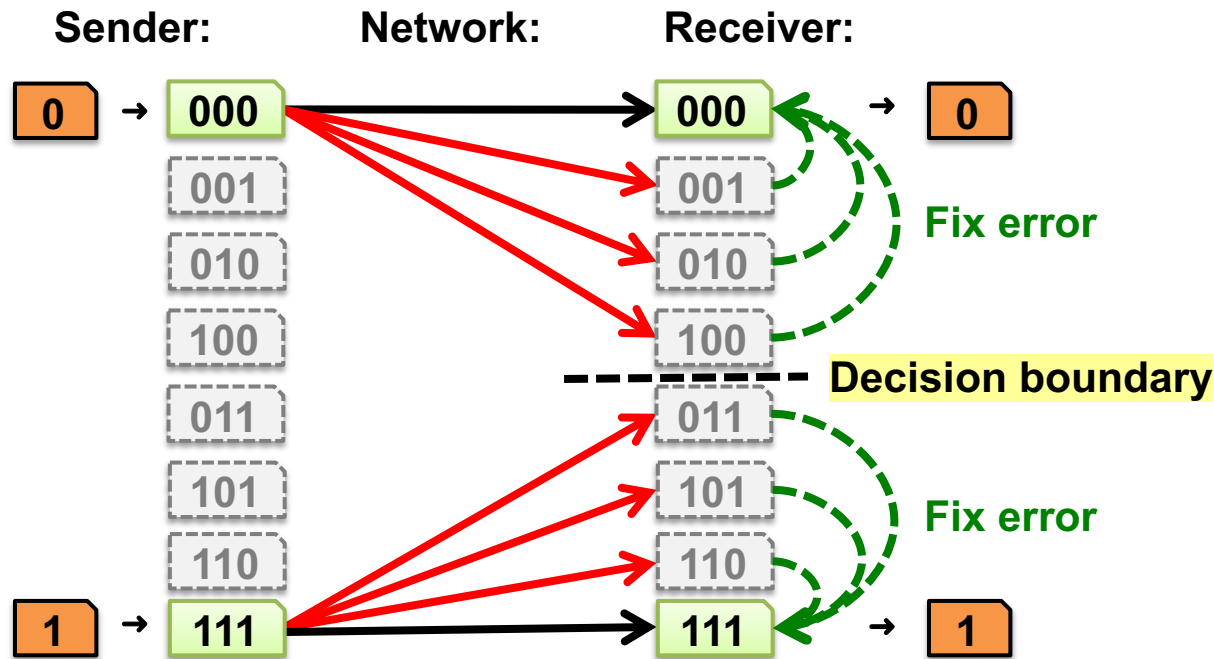 Sender: Network: Receiver:
0 → 000 000 → 0
001 001
010 010
Fix error
100 100
Decision boundary
011 011
101 101
Fix error
110 110
1 → 111 111 → 1